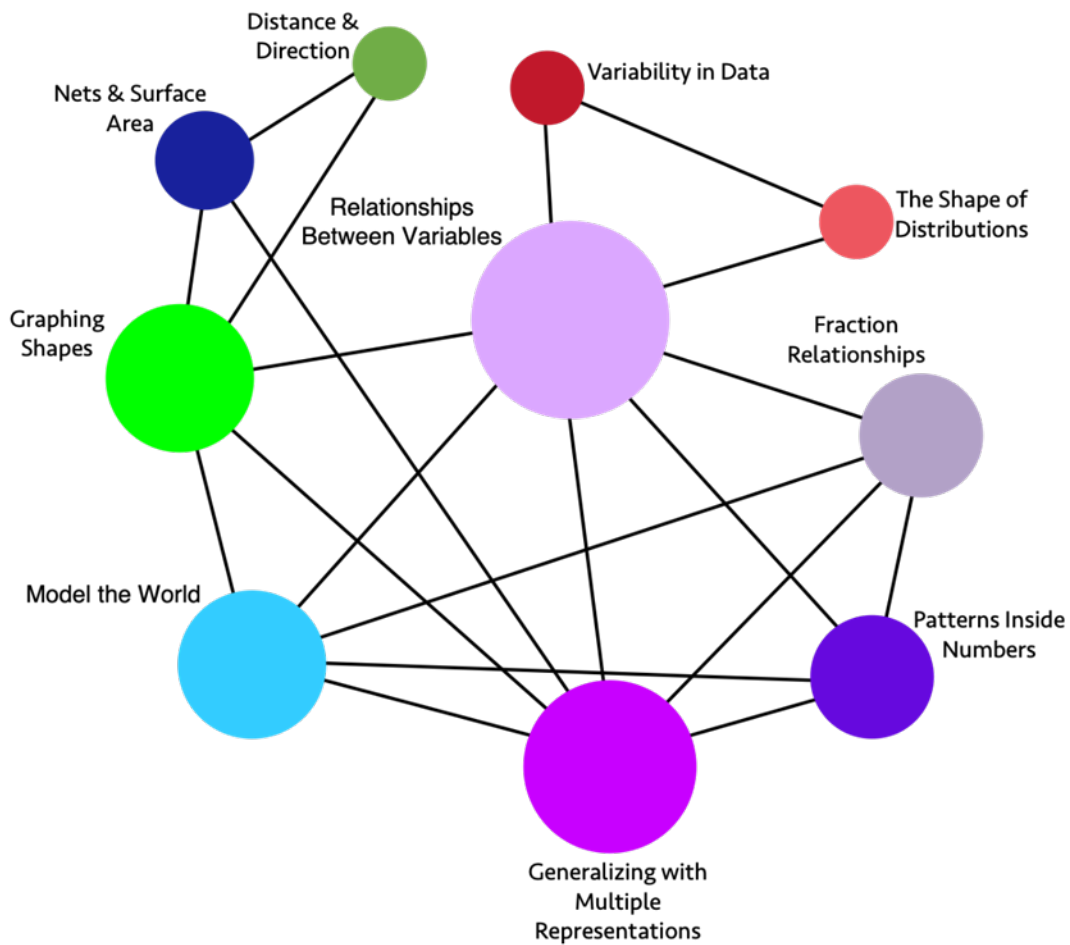 Distance &
Direction
Variability in Data
Nets & Surface
Area
The Shape of
Distributions
Relationships
Between Variables
Graphing
Shapes
Fraction
Relationships
Model the World
Patterns Inside
Numbers
Generalizing with
Multiple
Representations